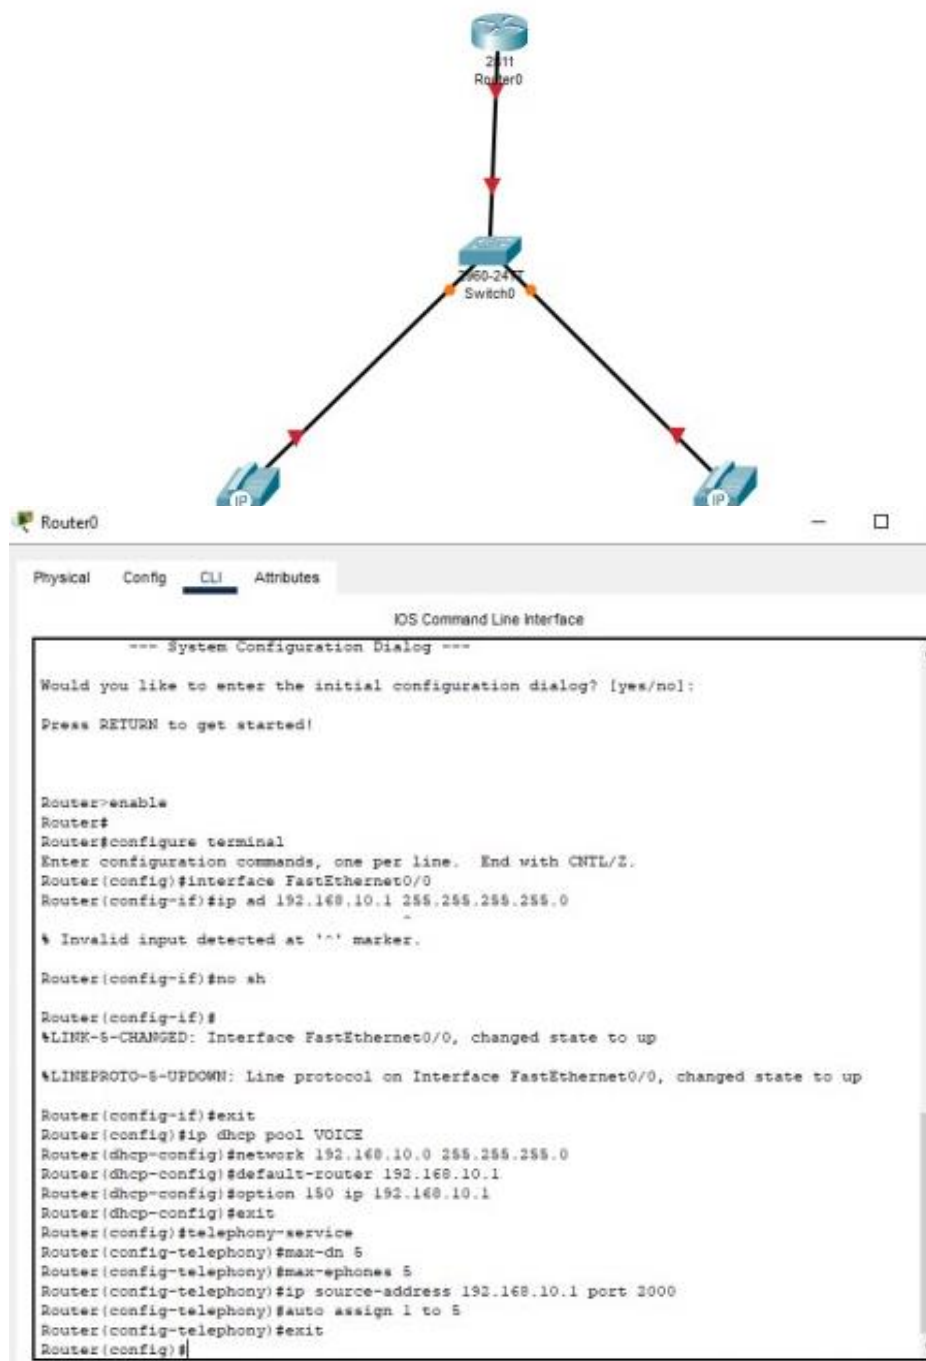 2811
Router0
2960-24TT
Switch0
IP
IP
Router0
Physical Config CLI Attributes
IOS Command Line Interface
--- System Configuration Dialog ---
Would you like to enter the initial configuration dialog? [yes/no]:
Press RETURN to get started!
Router>enable
Router#
Router#configure terminal
Enter configuration commands, one per line. End with CNTL/Z.
Router(config)#interface FastEthernet0/0
Router(config-if)#ip ad 192.168.10.1 255.255.255.255.0
^
% Invalid input detected at '^' marker.
Router(config-if)#no sh
Router(config-if)#
%LINK-5-CHANGED: Interface FastEthernet0/0, changed state to up
%LINEPROTO-5-UPDOWN: Line protocol on Interface FastEthernet0/0, changed state to up
Router(config-if)#exit
Router(config)#ip dhcp pool VOICE
Router(dhcp-config)#network 192.168.10.0 255.255.255.0
Router(dhcp-config)#default-router 192.168.10.1
Router(dhcp-config)#option 150 ip 192.168.10.1
Router(dhcp-config)#exit
Router(config)#telephony-service
Router(config-telephony)#max-dn 5
Router(config-telephony)#max-ephones 5
Router(config-telephony)#ip source-address 192.168.10.1 port 2000
Router(config-telephony)#auto assign 1 to 5
Router(config-telephony)#exit
Router(config)#